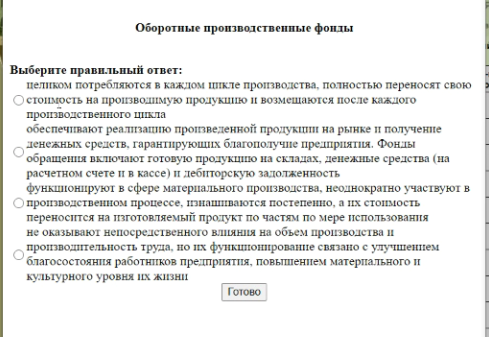 Оборотные производственные фонды
Выберите правильный ответ:
целиком потребляются в каждом цикле производства, полностью переносят свою
стоимость на производимую продукцию и возмещаются после каждого
производственного цикла
обеспечивают реализацию произведенной продукции на рынке и получение
денежных средств, гарантирующих благополучие предприятия. Фонды
обращения включают готовую продукцию на складах, денежные средства (на
расчетном счете и в кассе) и дебиторскую задолженность
функционируют в сфере материального производства, неоднократно участвуют в
производственном процессе, изнашиваются постепенно, а их стоимость
переносится на изготовляемый продукт по частям по мере использования
не оказывают непосредственного влияния на объем производства и
производительность труда, но их функционирование связано с улучшением
благосостояния работников предприятия, повышением материального и
культурного уровня их жизни
Готово